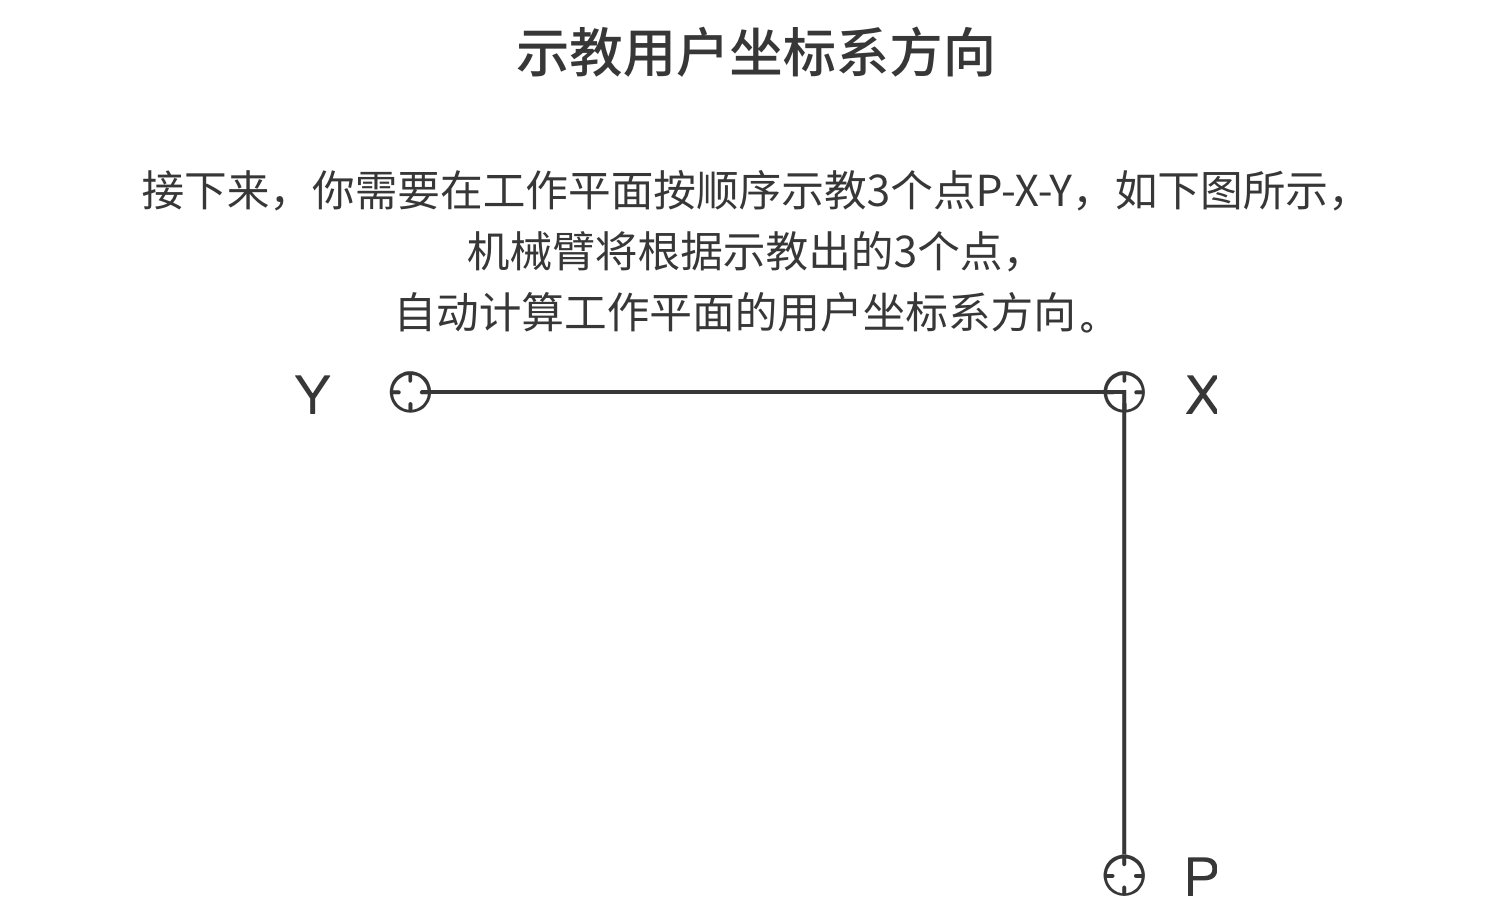 示教用户坐标系方向
接下来，你需要在工作平面按顺序示教3个点P-X-Y，如下图所示，
机械臂将根据示教出的3个点，
自动计算工作平面的用户坐标系方向。
Y
X
P